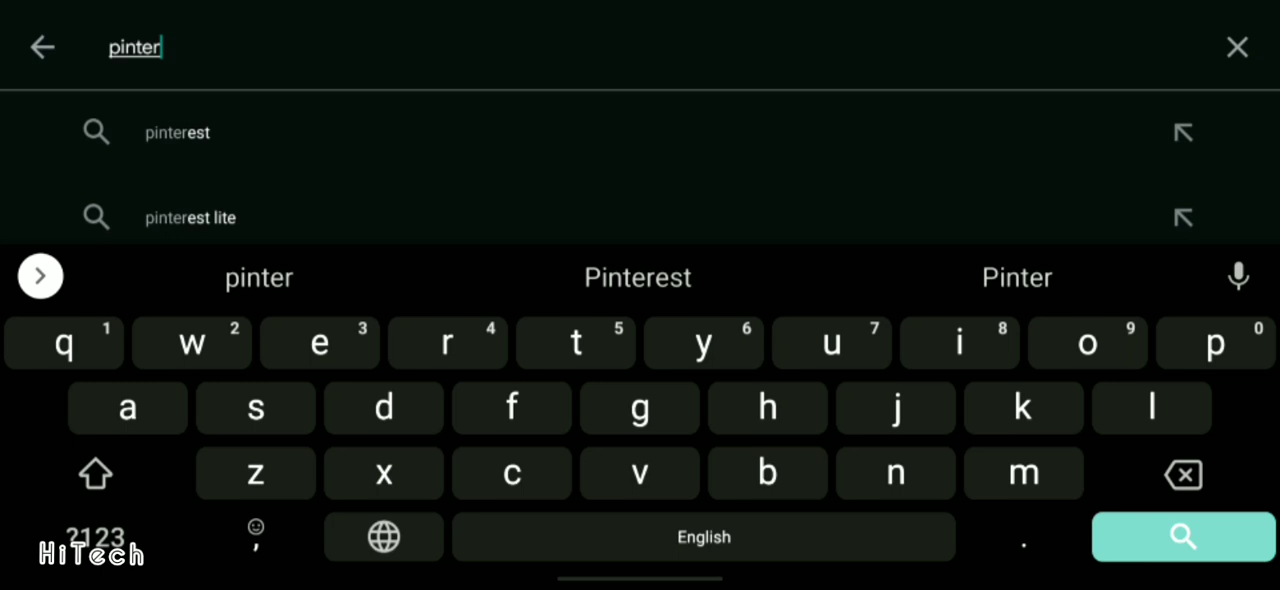 pinter
pinterest
pinterest lite
pinter Pinterest Pinter
q 1 w 2 e 3 r 4 t 5 y 6 u 7 i 8 o 9 p 0
a s d f g h j k l
z x c v b n m
?123 , English .
HiTech